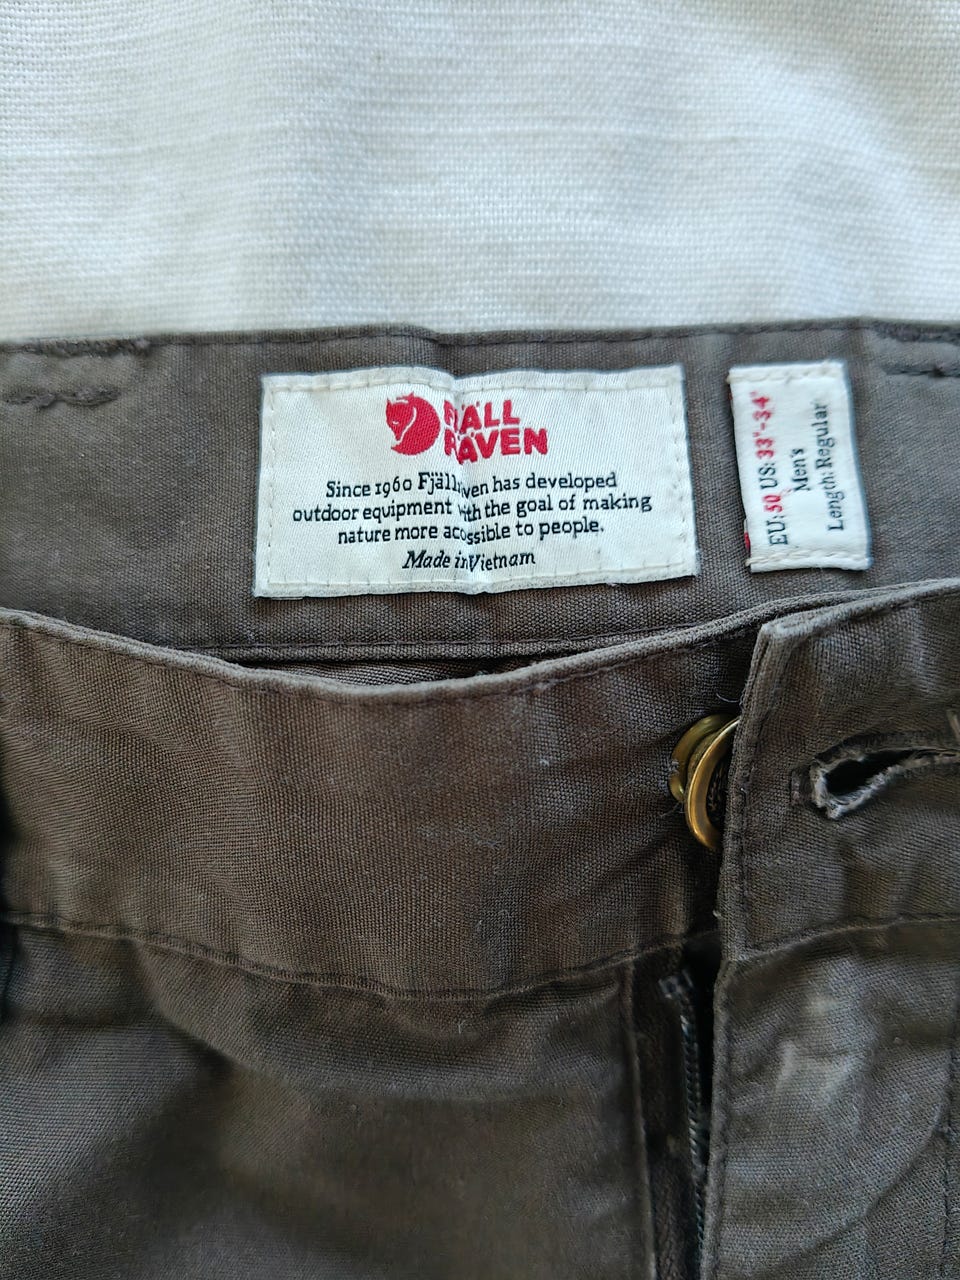 FJÄLL
RÄVEN
Since 1960 Fjällräven has developed
outdoor equipment with the goal of making
nature more accessible to people.
Made in Vietnam
EU: 50 US: 33"-34"
Men's
Length: Regular